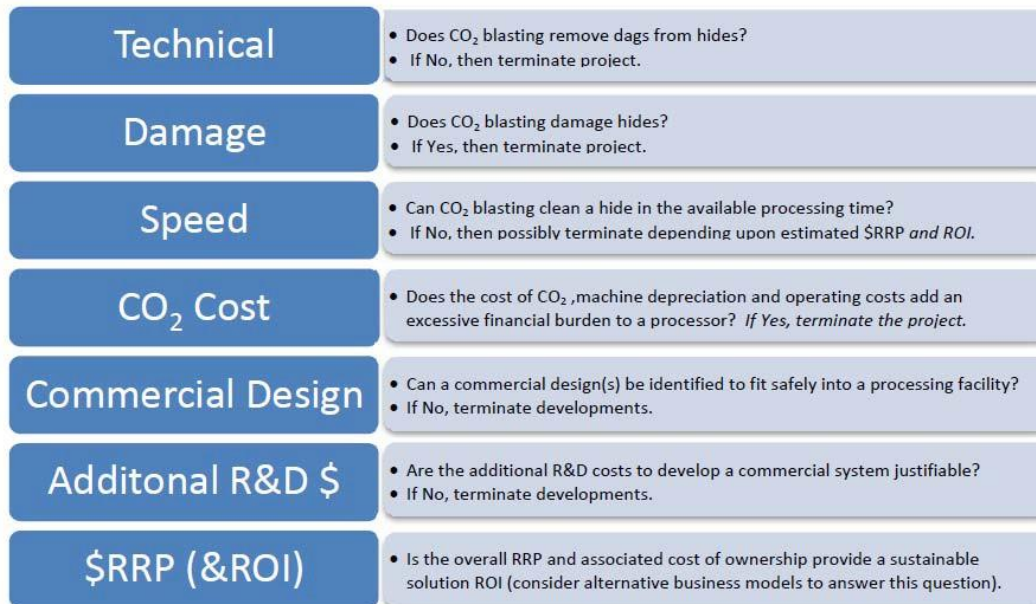 Technical
• Does CO₂ blasting remove dags from hides?
• If No, then terminate project.
Damage
• Does CO₂ blasting damage hides?
• If Yes, then terminate project.
Speed
• Can CO₂ blasting clean a hide in the available processing time?
• If No, then possibly terminate depending upon estimated $RRP and ROI.
CO₂ Cost
• Does the cost of CO₂ ,machine depreciation and operating costs add an
excessive financial burden to a processor? If Yes, terminate the project.
Commercial Design
• Can a commercial design(s) be identified to fit safely into a processing facility?
• If No, terminate developments.
Additonal R&D $
• Are the additional R&D costs to develop a commercial system justifiable?
• If No, terminate developments.
$RRP (&ROI)
• Is the overall RRP and associated cost of ownership provide a sustainable
solution ROI (consider alternative business models to answer this question).